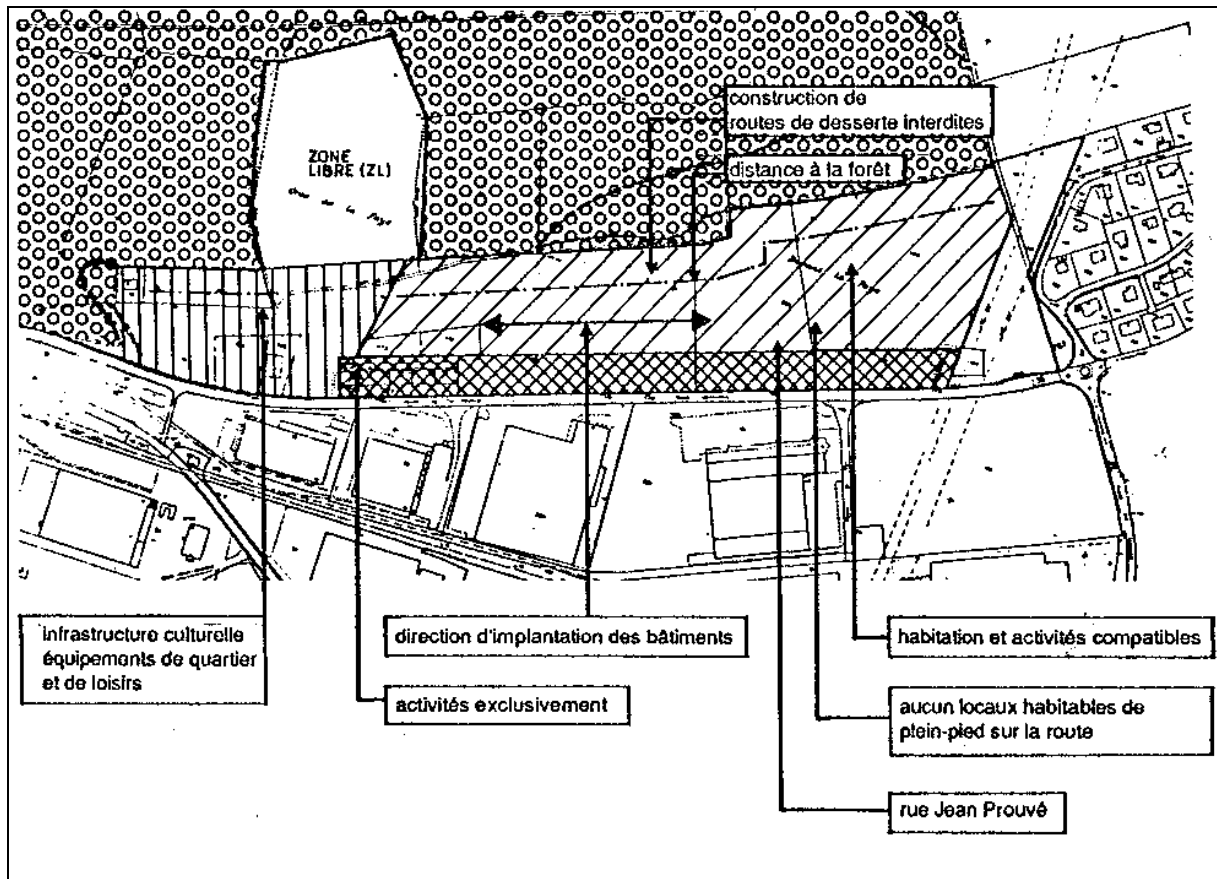 construction de
routes de desserte interdites
distance à la forêt
ZONE
LIBRE (ZL)
infrastructure culturelle
équipements de quartier
et de loisirs
direction d'implantation des bâtiments
activités exclusivement
habitation et activités compatibles
aucun locaux habitables de
plein-pied sur la route
rue Jean Prouvé